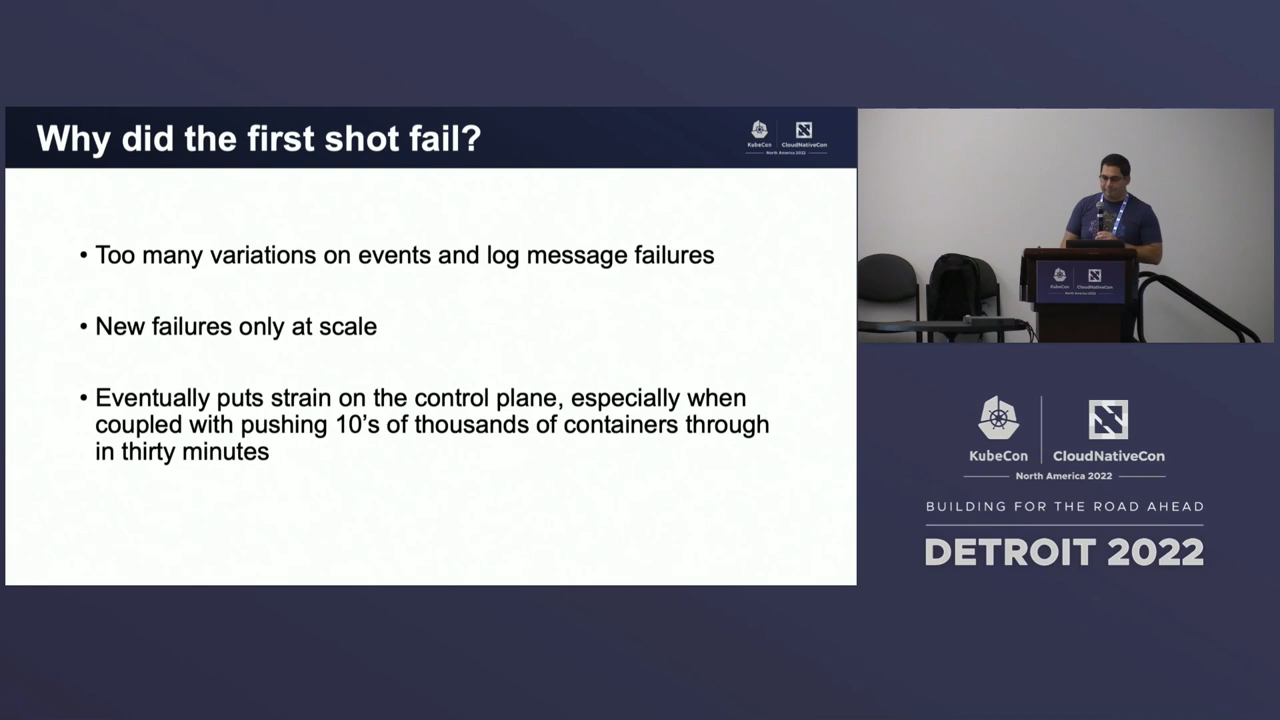 Why did the first shot fail?
KubeCon
CloudNativeCon
North America 2022
• Too many variations on events and log message failures
• New failures only at scale
• Eventually puts strain on the control plane, especially when
coupled with pushing 10's of thousands of containers through
in thirty minutes
KubeCon
CloudNativeCon
North America 2022
BUILDING FOR THE ROAD AHEAD
DETROIT 2022